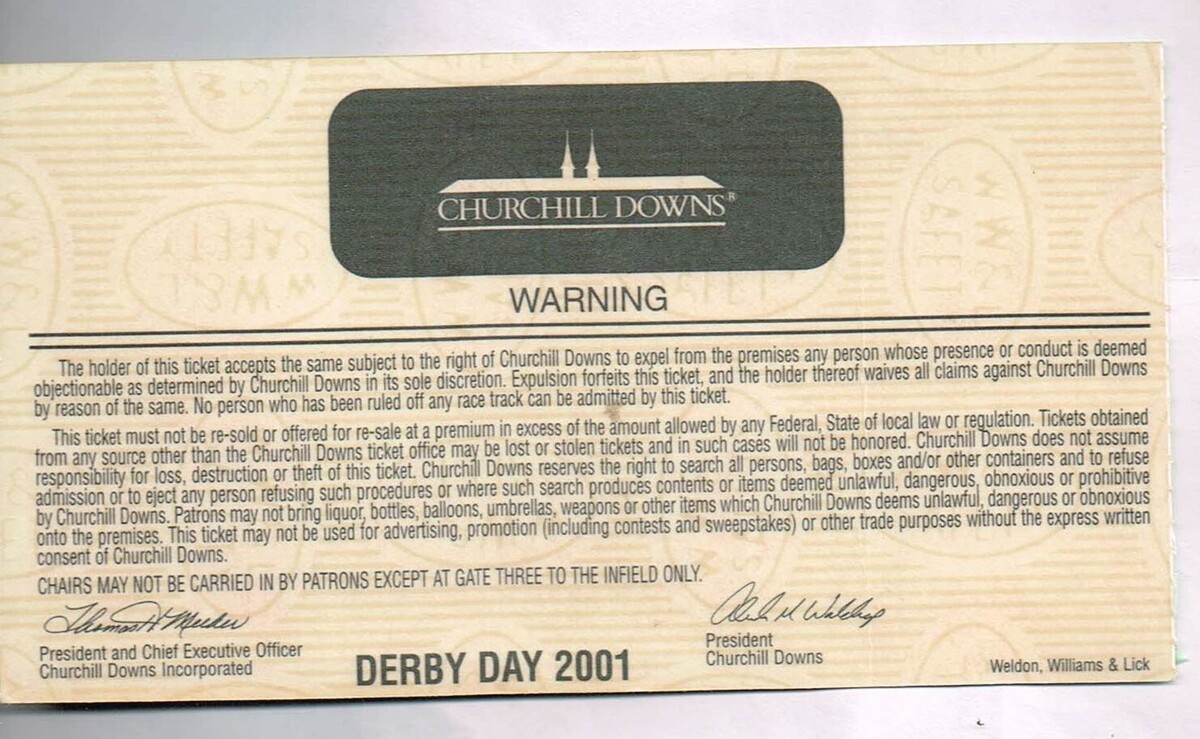 CHURCHILL DOWNS®
WARNING
The holder of this ticket accepts the same subject to the right of Churchill Downs to expel from the premises any person whose presence or conduct is deemed
objectionable as determined by Churchill Downs in its sole discretion. Expulsion forfeits this ticket, and the holder thereof waives all claims against Churchill Downs
by reason of the same. No person who has been ruled off any race track can be admitted by this ticket.
This ticket must not be re-sold or offered for re-sale at a premium in excess of the amount allowed by any Federal, State of local law or regulation. Tickets obtained
from any source other than the Churchill Downs ticket office may be lost or stolen tickets and in such cases will not be honored. Churchill Downs does not assume
responsibility for loss, destruction or theft of this ticket. Churchill Downs reserves the right to search all persons, bags, boxes and/or other containers and to refuse
admission or to eject any person refusing such procedures or where such search produces contents or items deemed unlawful, dangerous, obnoxious or prohibitive
by Churchill Downs. Patrons may not bring liquor, bottles, balloons, umbrellas, weapons or other items which Churchill Downs deems unlawful, dangerous or obnoxious
onto the premises. This ticket may not be used for advertising, promotion (including contests and sweepstakes) or other trade purposes without the express written
consent of Churchill Downs.
CHAIRS MAY NOT BE CARRIED IN BY PATRONS EXCEPT AT GATE THREE TO THE INFIELD ONLY.
Thomas H Meeker
President and Chief Executive Officer
Churchill Downs Incorporated
DERBY DAY 2001
President
Churchill Downs
Weldon, Williams & Lick
WW&L
SAFETY